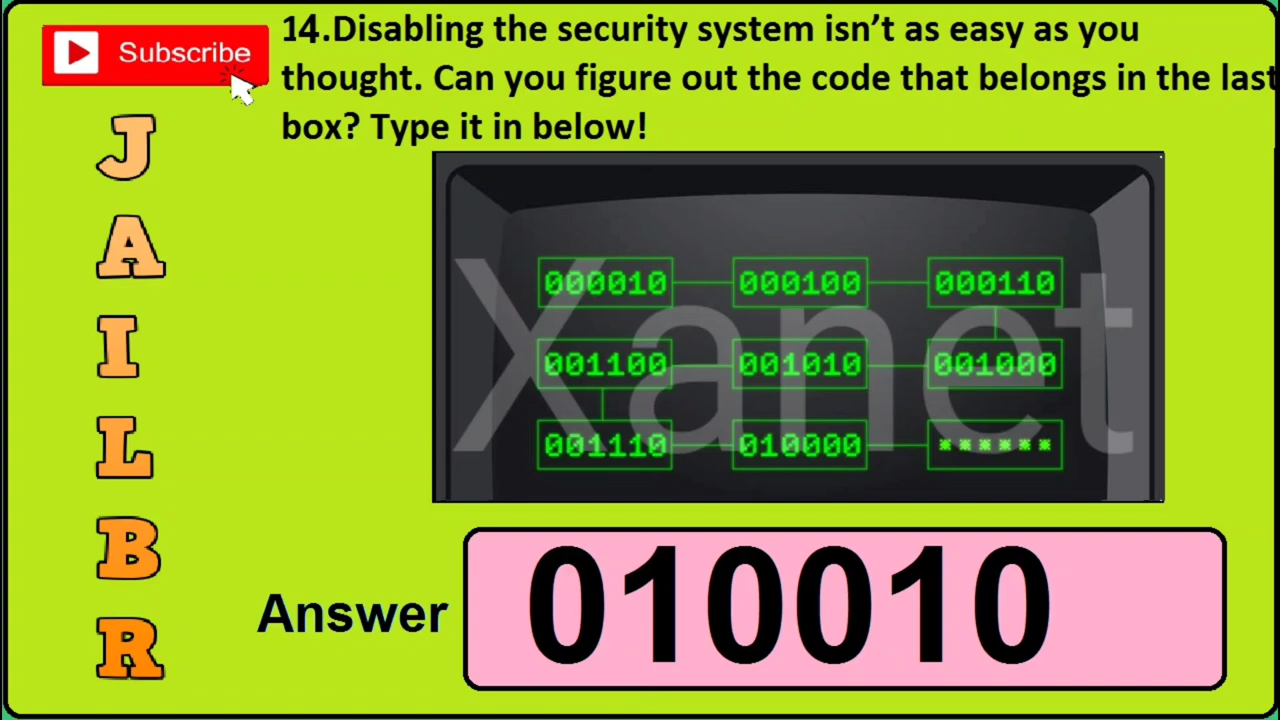 Subscribe
14.Disabling the security system isn’t as easy as you
thought. Can you figure out the code that belongs in the last
box? Type it in below!
J
A
I
L
B
R
000010 000100 000110
001100 001010 001000
001110 010000 ******
Xanet
Answer 010010